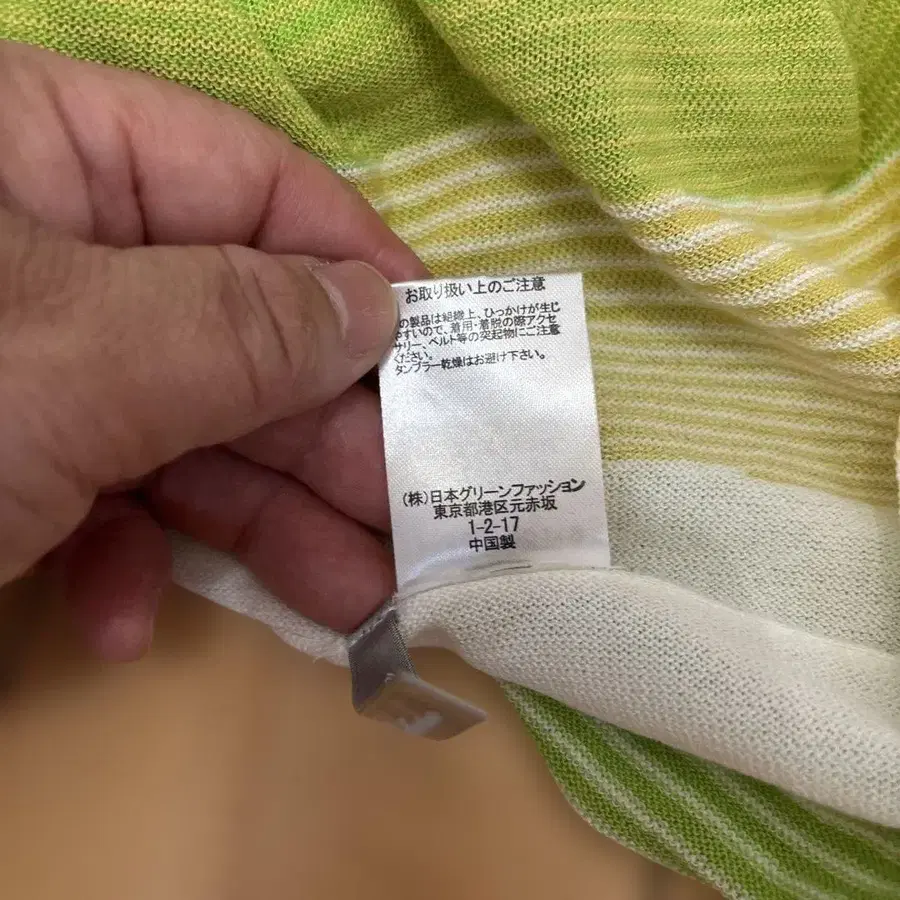 お取り扱い上のご注意
の製品は組織上、ひっかけが生じ
やすいので、着用・着脱の際アクセ
サリー、ベルト等の突起物にご注意
ください。
タンブラー乾燥はお避け下さい。
(株)日本グリーンファッション
東京都港区元赤坂
1-2-17
中国製